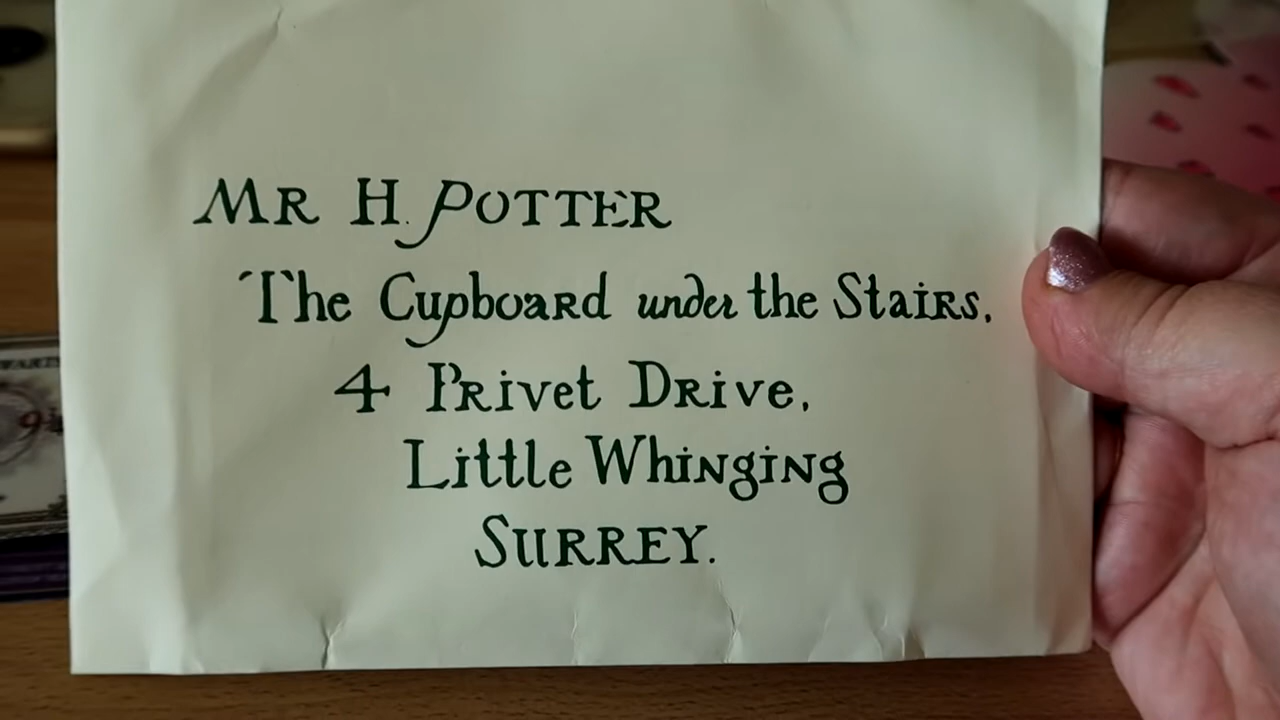 Mr H. Potter
The Cupboard under the Stairs,
4 Privet Drive,
Little Whinging
SURREY.